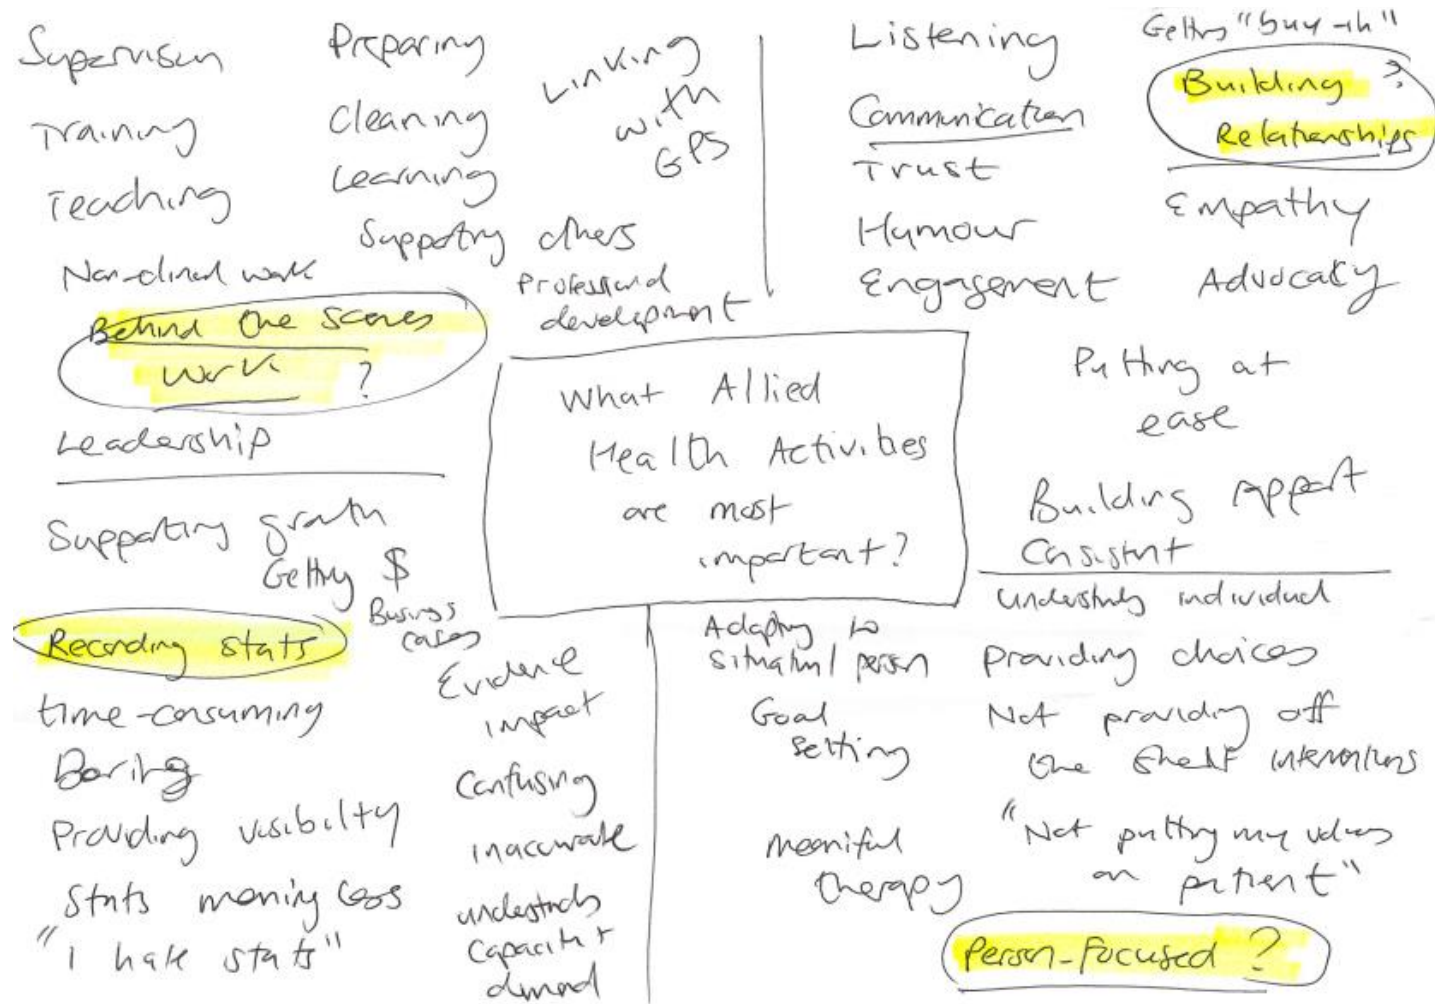 Supervision
Training
Teaching
Non-clinical work
Behind the scenes
work ?
Leadership
Preparing
Cleaning
Learning
Supporting others
Professional
development
Linking
with
GPs
Listening
Communication
Trust
Humour
Engagement
Getting "buy-in"
Building ?
Relationships
Empathy
Advocacy
Putting at
ease
Building rapport
Consistent
What Allied
Health Activities
are most
important?
Supporting growth
Getting $
Business
cases
Recording stats
time-consuming
Boring
Providing visibility
Stats meaningless
"I hate stats"
Evidence
impact
Confusing
inaccurate
understands
Capacity +
demand
Adapting to
situation/person
Goal
Setting
meaniful
therapy
understanding individual
Providing choices
Not providing off
the shelf interventions
"Not putting my values
on patient"
Person-focused ?